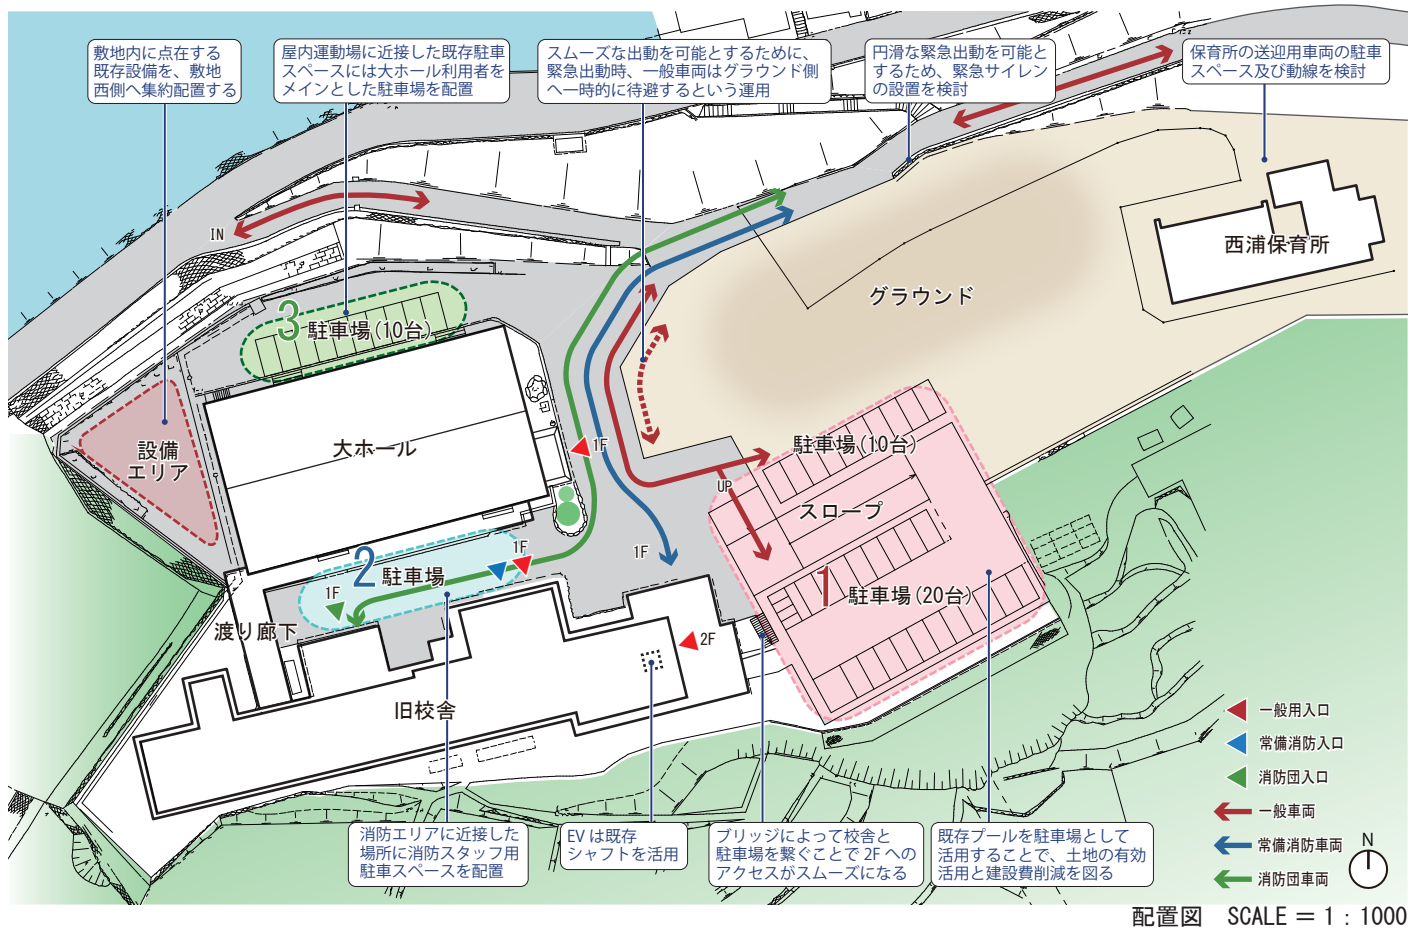 敷地内に点在する
既存設備を、敷地
西側へ集約配置する
屋内運動場に近接した既存駐車
スペースには大ホール利用者を
メインとした駐車場を配置
スムーズな出動を可能とするために、
緊急出動時、一般車両はグラウンド側
へ一時的に待避するという運用
円滑な緊急出動を可能と
するため、緊急サイレン
の設置を検討
保育所の送迎用車両の駐車
スペース及び動線を検討
IN
西浦保育所
グラウンド
3 駐車場(10台)
設備
エリア
大ホール
1F
駐車場(10台)
UP
スロープ
1F
1F
2 駐車場
1F
1 駐車場(20台)
渡り廊下
2F
旧校舎
消防エリアに近接した
場所に消防スタッフ用
駐車スペースを配置
EV は既存
シャフトを活用
ブリッジによって校舎と
駐車場を繋ぐことで 2F への
アクセスがスムーズになる
既存プールを駐車場として
活用することで、土地の有効
活用と建設費削減を図る
一般用入口
常備消防入口
消防団入口
一般車両
常備消防車両
消防団車両
N
配置図 SCALE = 1 : 1000